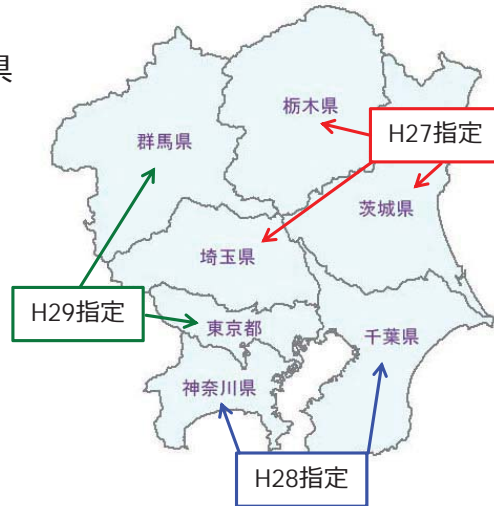 県
栃木県
H27指定
群馬県
茨城県
埼玉県
H29指定
東京都
千葉県
神奈川県
H28指定